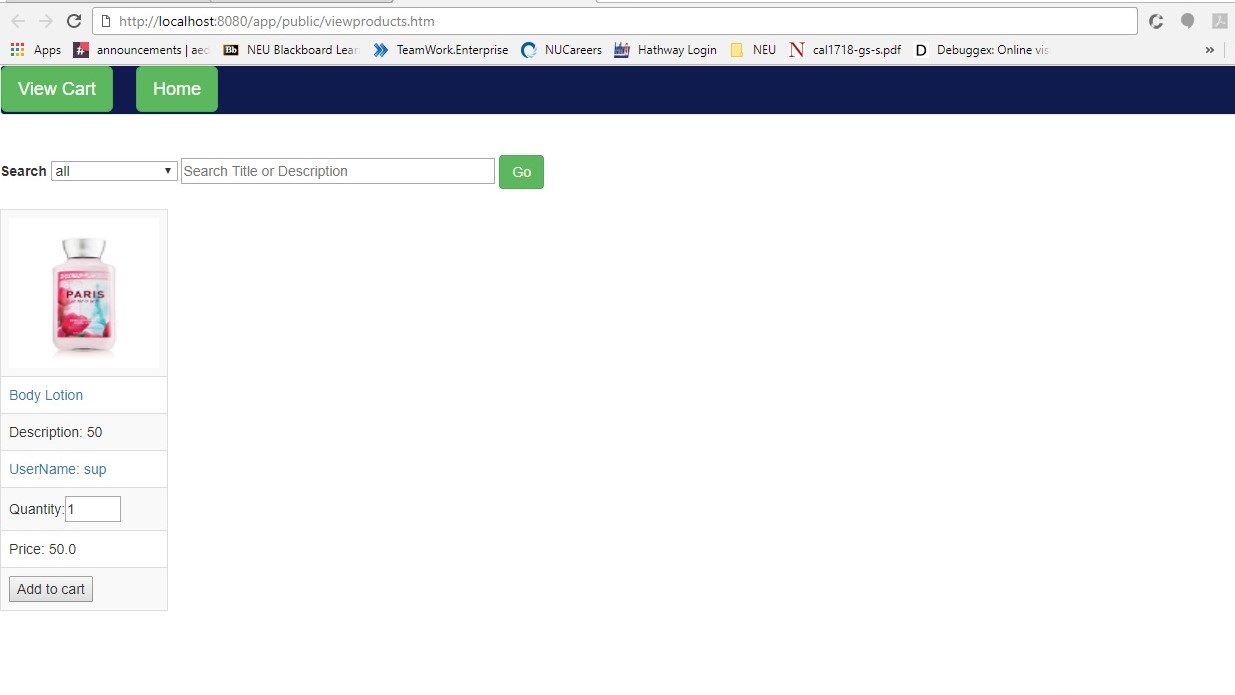 http://localhost:8080/app/public/viewproducts.htm
Apps announcements | aed NEU Blackboard Lear TeamWork.Enterprise NUCareers Hathway Login NEU cal1718-gs-s.pdf Debuggex: Online vis »
View Cart Home
Search all Search Title or Description Go
PARIS
Body Lotion
Description: 50
UserName: sup
Quantity: 1
Price: 50.0
Add to cart